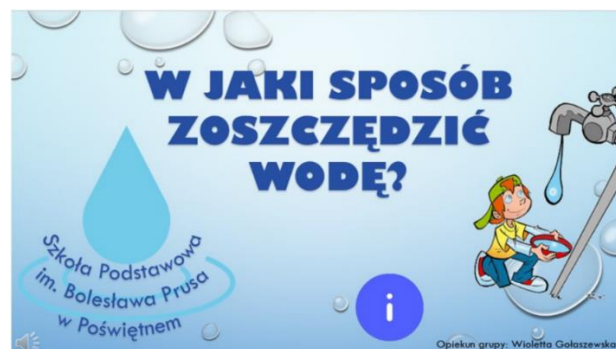 W JAKI SPOSÓB
ZOSZCZĘDZIĆ
WODĘ?
Szkoła Podstawowa
im. Bolesława Prusa
w Poświętnem
i
Opiekun grupy: Wioletta Gołaszewska